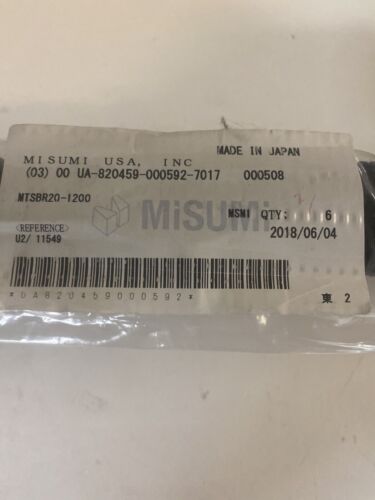 MADE IN JAPAN
MISUMI USA, INC
(03) 00 UA-820459-000592-7017 000508
MTSBR20-1200
MiSUMi
MSM1 QTY: 6
<REFERENCE>
U2/ 11549
2018/06/04
*UA820459000592*
東 2